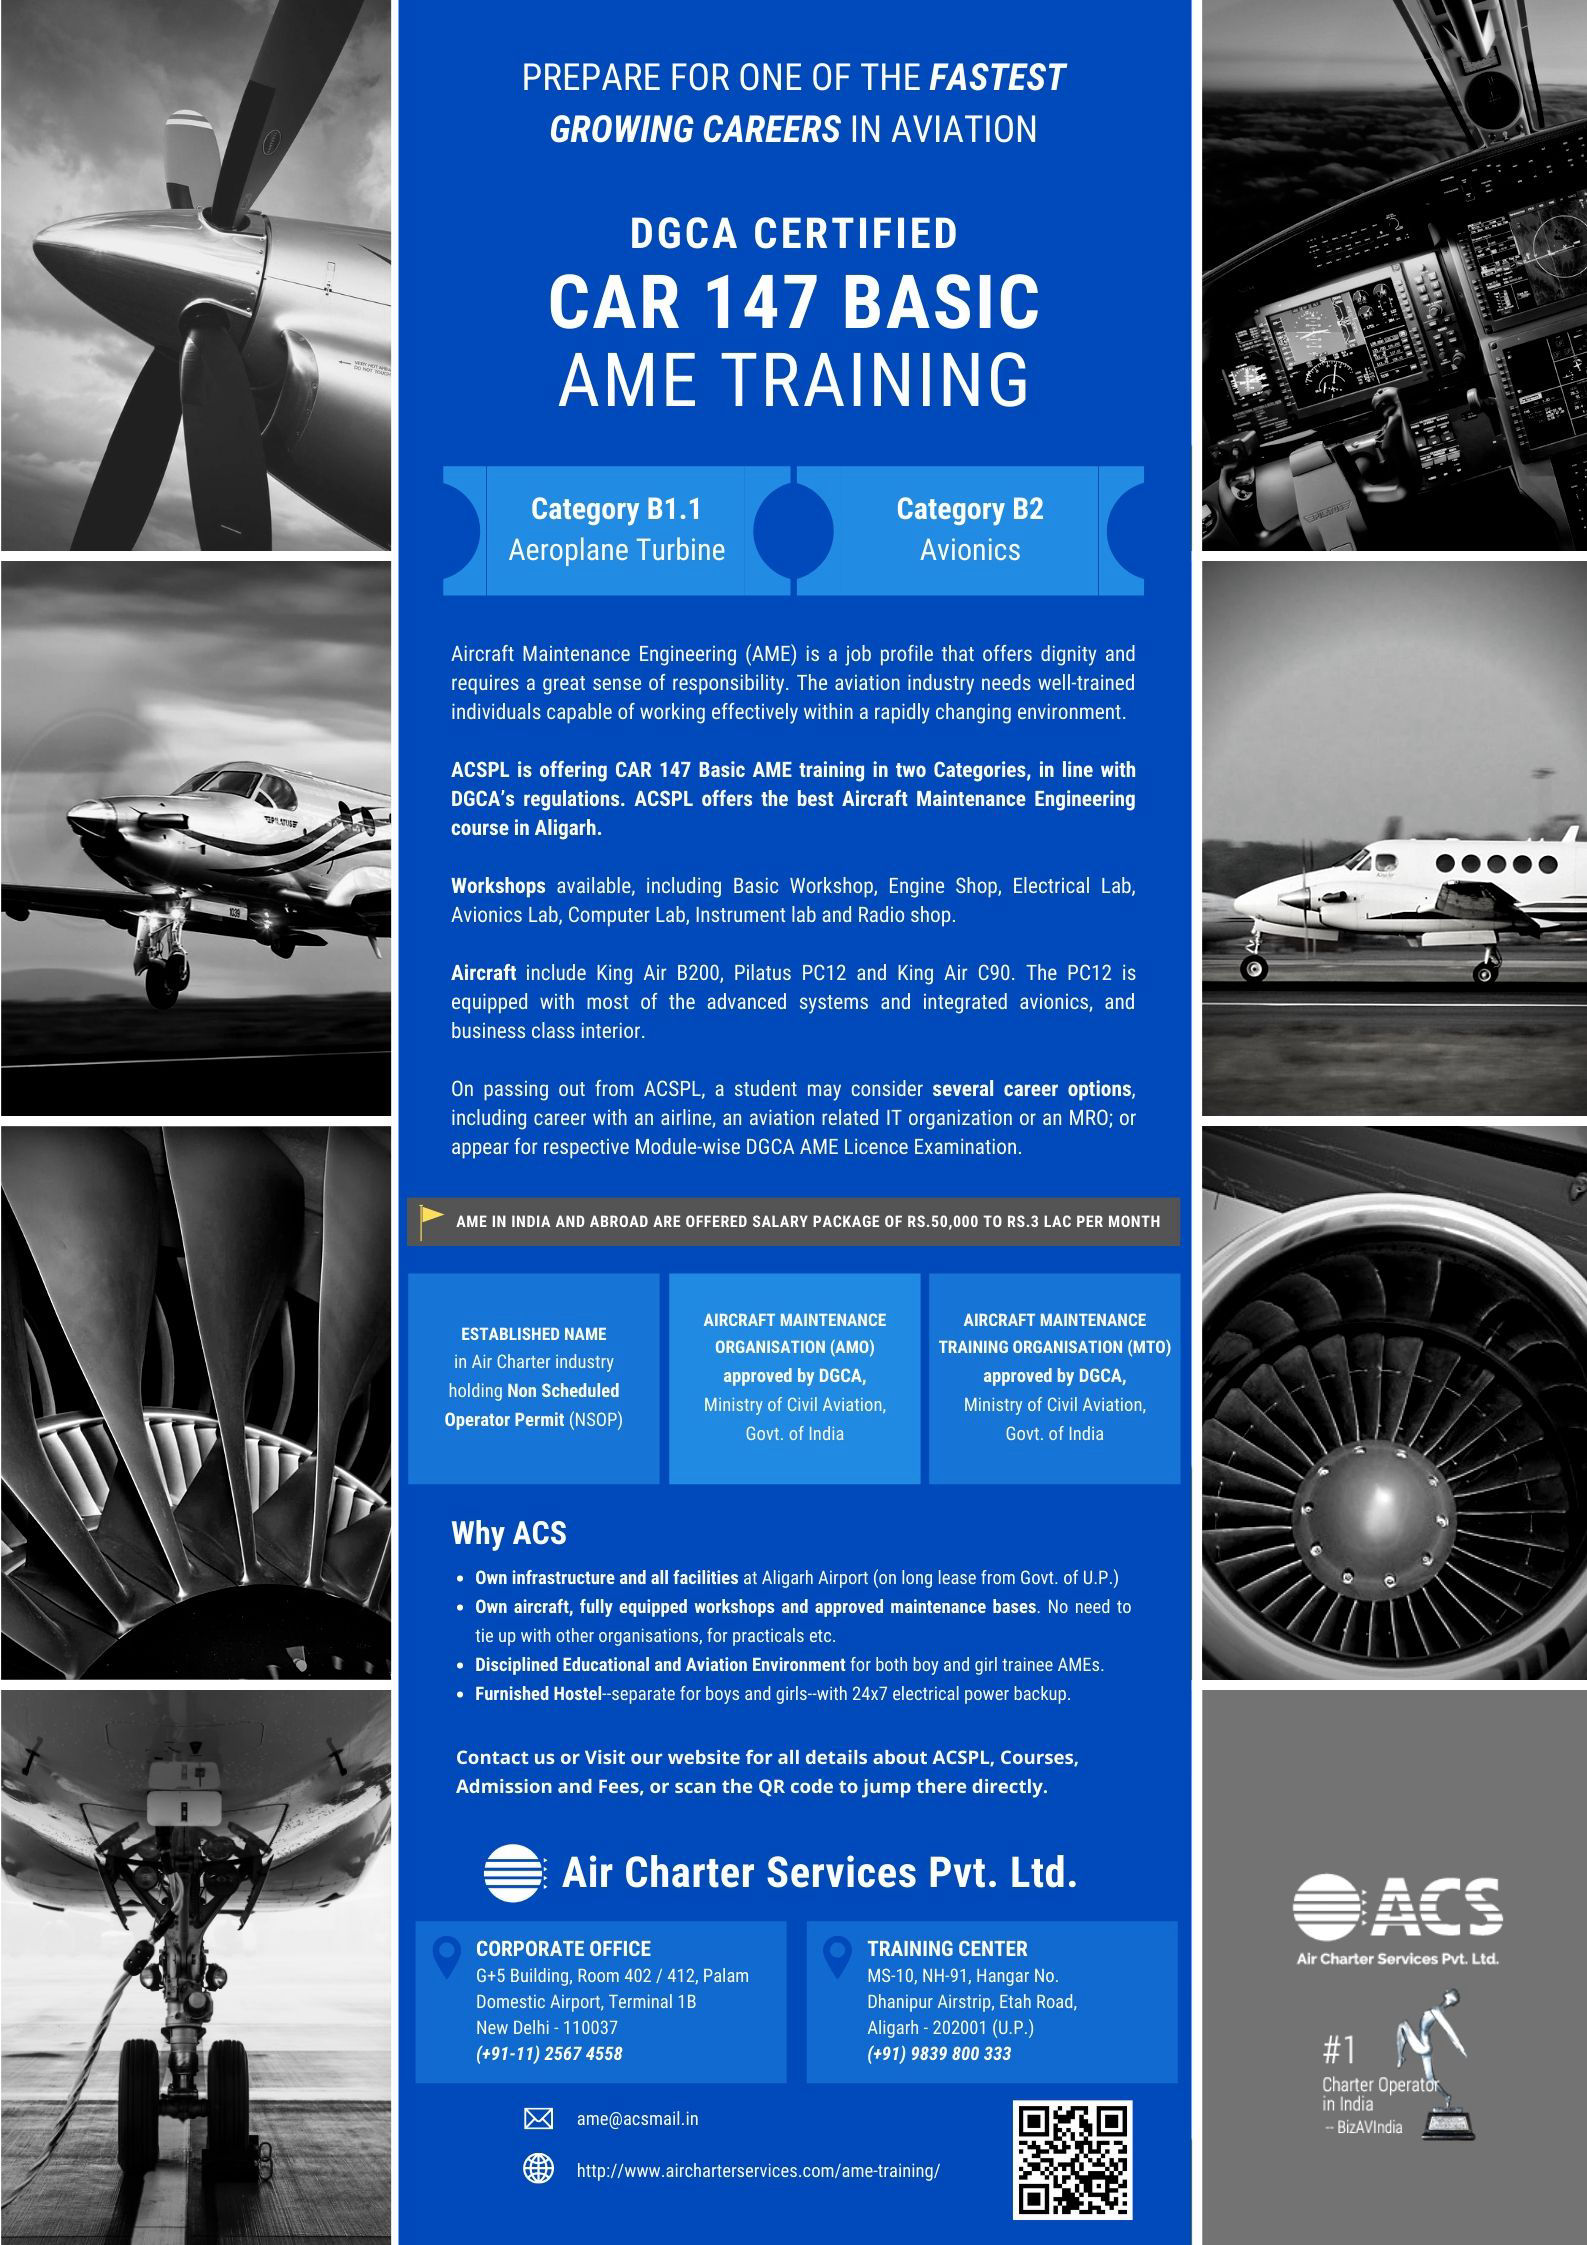 PREPARE FOR ONE OF THE FASTEST
GROWING CAREERS IN AVIATION
DGCA CERTIFIED
CAR 147 BASIC
AME TRAINING
Category B1.1
Aeroplane Turbine
Category B2
Avionics
Aircraft Maintenance Engineering (AME) is a job profile that offers dignity and
requires a great sense of responsibility. The aviation industry needs well-trained
individuals capable of working effectively within a rapidly changing environment.
ACSPL is offering CAR 147 Basic AME training in two Categories, in line with
DGCA's regulations. ACSPL offers the best Aircraft Maintenance Engineering
course in Aligarh.
Workshops available, including Basic Workshop, Engine Shop, Electrical Lab,
Avionics Lab, Computer Lab, Instrument lab and Radio shop.
Aircraft include King Air B200, Pilatus PC12 and King Air C90. The PC12 is
equipped with most of the advanced systems and integrated avionics, and
business class interior.
On passing out from ACSPL, a student may consider several career options,
including career with an airline, an aviation related IT organization or an MRO; or
appear for respective Module-wise DGCA AME Licence Examination.
AME IN INDIA AND ABROAD ARE OFFERED SALARY PACKAGE OF RS.50,000 TO RS.3 LAC PER MONTH
ESTABLISHED NAME
in Air Charter industry
holding Non Scheduled
Operator Permit (NSOP)
AIRCRAFT MAINTENANCE
ORGANISATION (AMO)
approved by DGCA,
Ministry of Civil Aviation,
Govt. of India
AIRCRAFT MAINTENANCE
TRAINING ORGANISATION (MTO)
approved by DGCA,
Ministry of Civil Aviation,
Govt. of India
Why ACS
• Own infrastructure and all facilities at Aligarh Airport (on long lease from Govt. of U.P.)
• Own aircraft, fully equipped workshops and approved maintenance bases. No need to
tie up with other organisations, for practicals etc.
• Disciplined Educational and Aviation Environment for both boy and girl trainee AMEs.
• Furnished Hostel--separate for boys and girls--with 24x7 electrical power backup.
Contact us or Visit our website for all details about ACSPL, Courses,
Admission and Fees, or scan the QR code to jump there directly.
Air Charter Services Pvt. Ltd.
CORPORATE OFFICE
G+5 Building, Room 402 / 412, Palam
Domestic Airport, Terminal 1B
New Delhi - 110037
(+91-11) 2567 4558
TRAINING CENTER
MS-10, NH-91, Hangar No.
Dhanipur Airstrip, Etah Road,
Aligarh - 202001 (U.P.)
(+91) 9839 800 333
ame@acsmail.in
http://www.aircharterservices.com/ame-training/
ACS
Air Charter Services Pvt. Ltd.
#1
Charter Operator
in India
-- BizAVIndia
PILATUS
1039